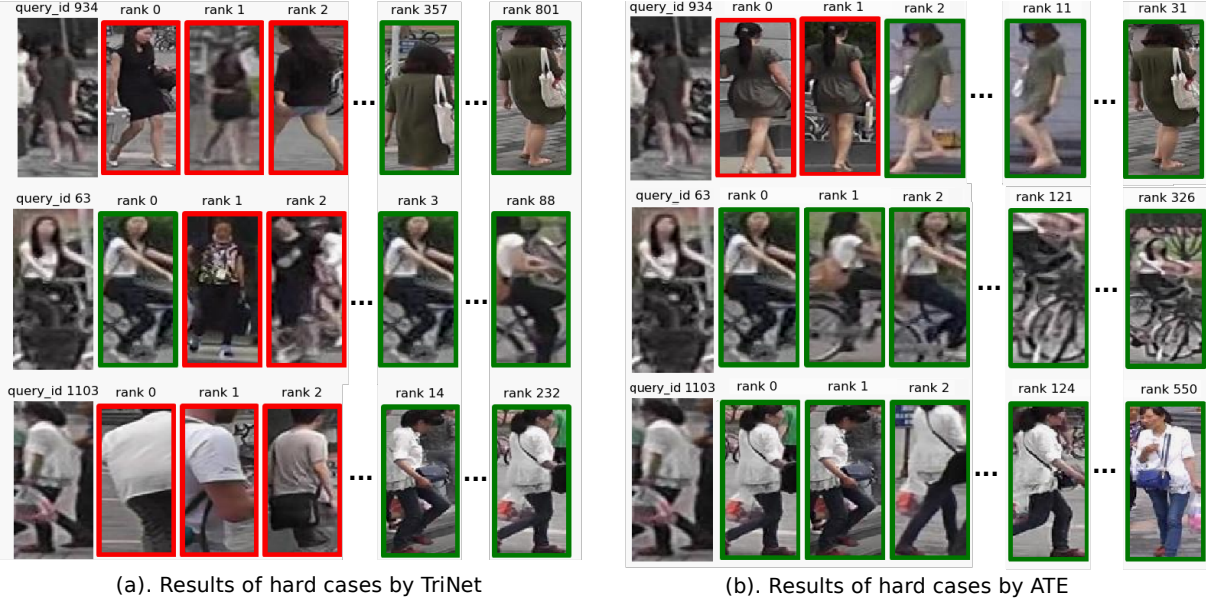 query_id 934 rank 0 rank 1 rank 2 rank 357 rank 801
... ...
query_id 63 rank 0 rank 1 rank 2 rank 3 rank 88
... ...
query_id 1103 rank 0 rank 1 rank 2 rank 14 rank 232
... ...
(a). Results of hard cases by TriNet
query_id 934 rank 0 rank 1 rank 2 rank 11 rank 31
... ...
query_id 63 rank 0 rank 1 rank 2 rank 121 rank 326
... ...
query_id 1103 rank 0 rank 1 rank 2 rank 124 rank 550
... ...
(b). Results of hard cases by ATE